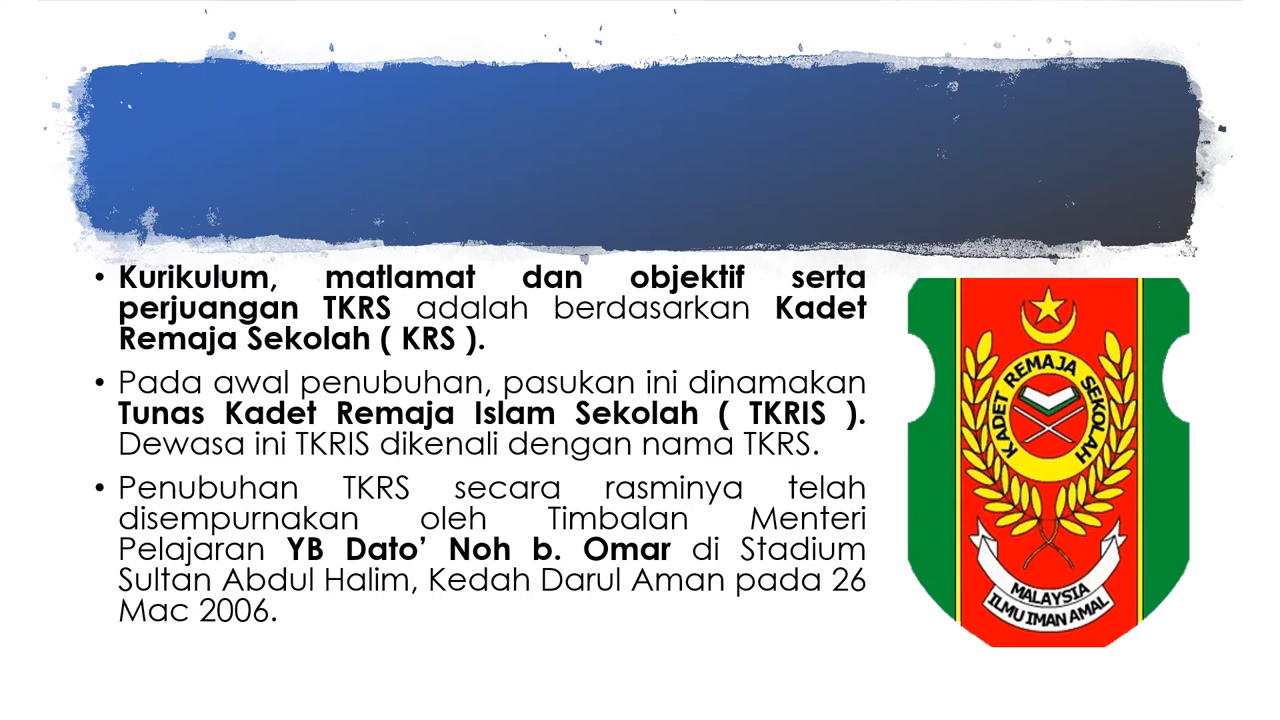 • Kurikulum, matlamat dan objektif serta
perjuangan TKRS adalah berdasarkan Kadet
Remaja Sekolah ( KRS ).
• Pada awal penubuhan, pasukan ini dinamakan
Tunas Kadet Remaja Islam Sekolah ( TKRIS ).
Dewasa ini TKRIS dikenali dengan nama TKRS.
• Penubuhan TKRS secara rasminya telah
disempurnakan oleh Timbalan Menteri
Pelajaran YB Dato’ Noh b. Omar di Stadium
Sultan Abdul Halim, Kedah Darul Aman pada 26
Mac 2006.
KADET REMAJA SEKOLAH
MALAYSIA
ILMU IMAN AMAL